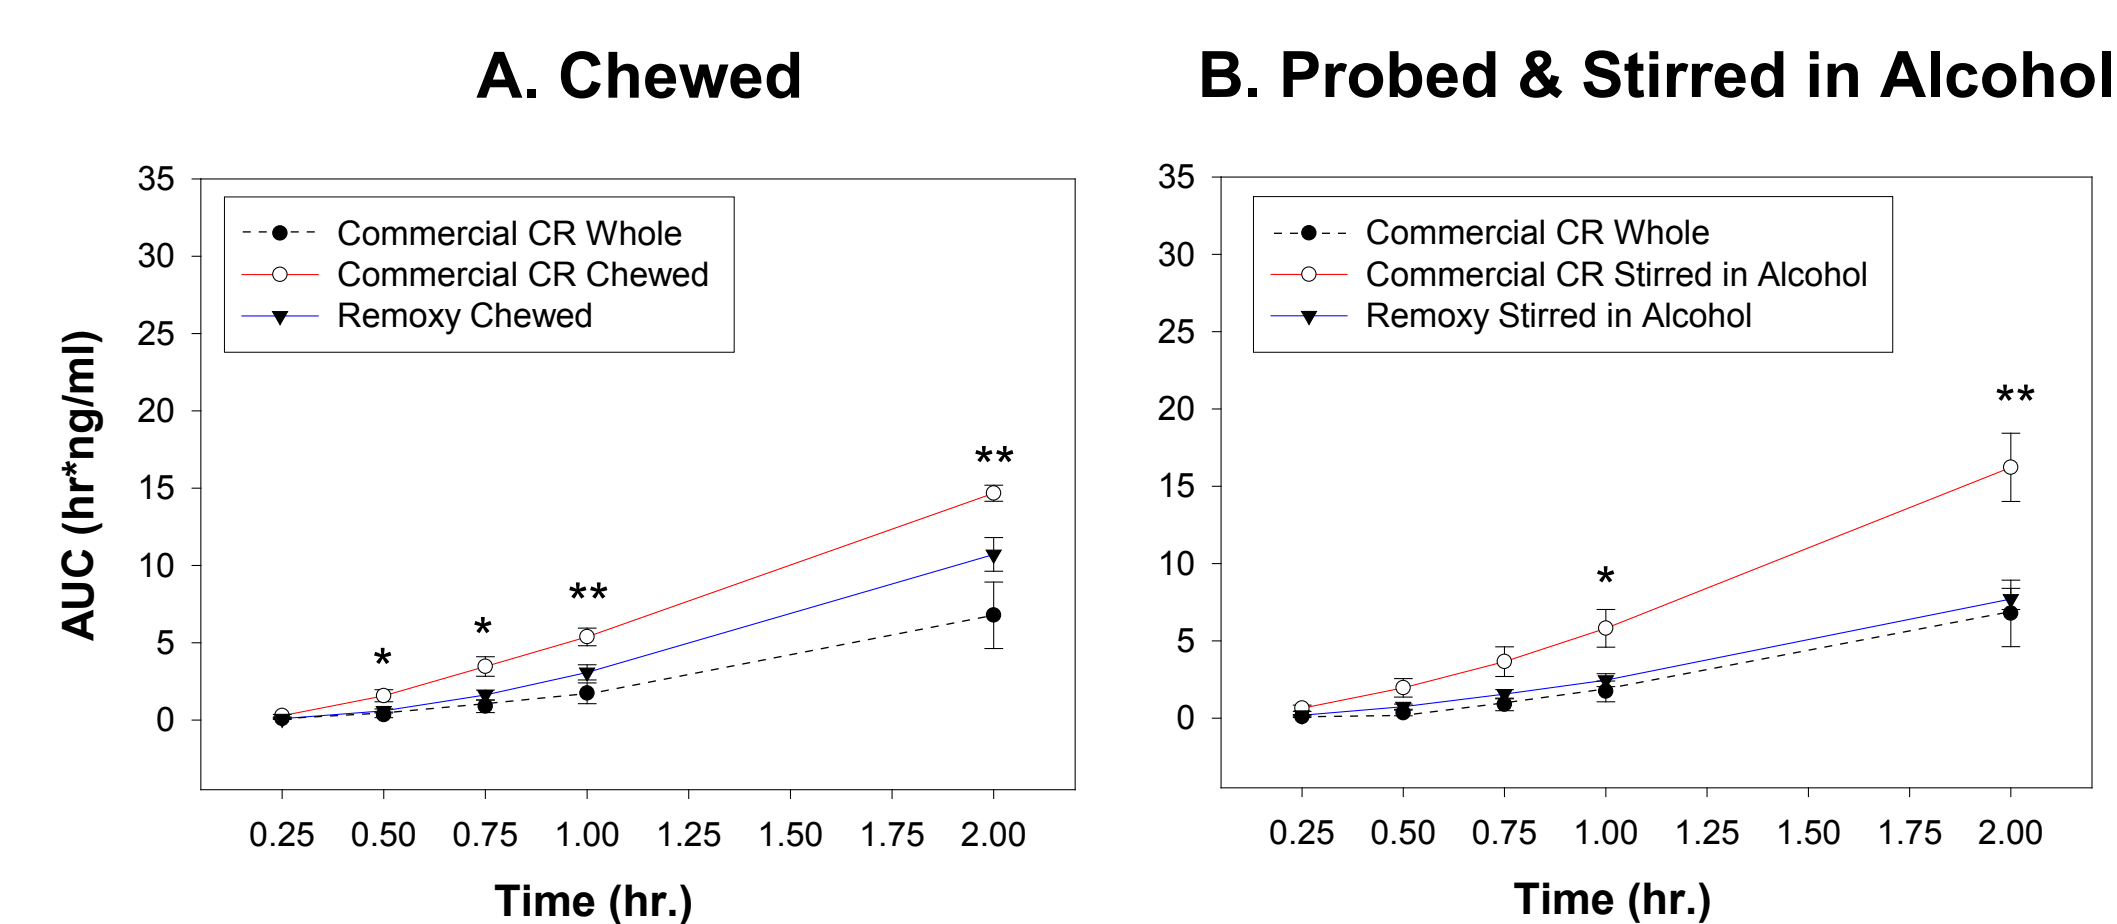 A. Chewed
35
30
25
20
15
10
5
0
AUC (hr*ng/ml)
Commercial CR Whole
Commercial CR Chewed
Remoxy Chewed
*
*
**
**
0.25 0.50 0.75 1.00 1.25 1.50 1.75 2.00
Time (hr.)
B. Probed & Stirred in Alcohol
35
30
25
20
15
10
5
0
Commercial CR Whole
Commercial CR Stirred in Alcohol
Remoxy Stirred in Alcohol
*
**
0.25 0.50 0.75 1.00 1.25 1.50 1.75 2.00
Time (hr.)